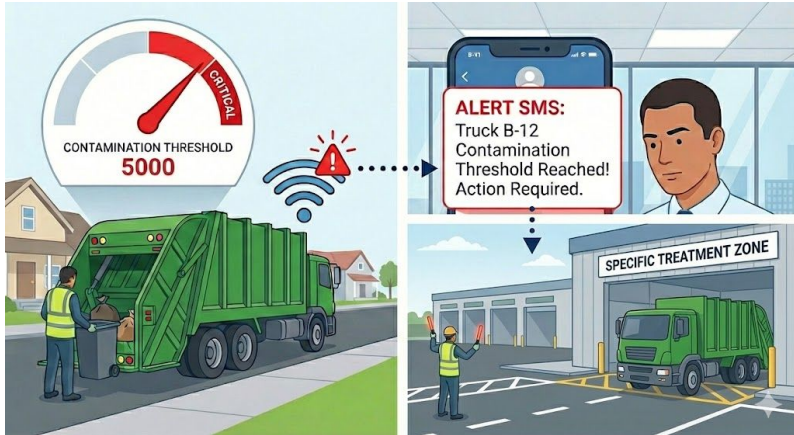 CRITICAL
CONTAMINATION THRESHOLD
5000
ALERT SMS:
Truck B-12
Contamination
Threshold Reached!
Action Required.
SPECIFIC TREATMENT ZONE